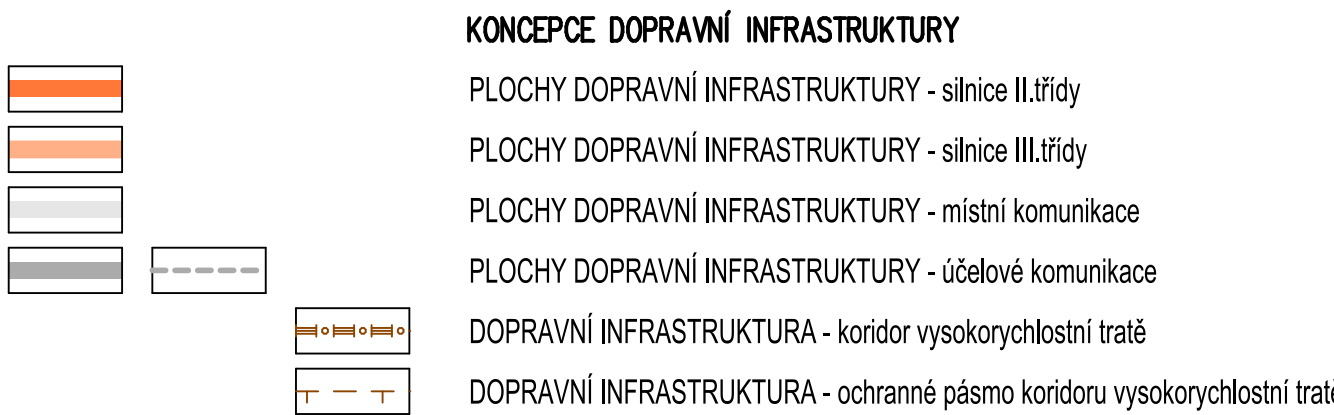 KONCEPCE DOPRAVNÍ INFRASTRUKTURY
PLOCHY DOPRAVNÍ INFRASTRUKTURY - silnice II.třídy
PLOCHY DOPRAVNÍ INFRASTRUKTURY - silnice III.třídy
PLOCHY DOPRAVNÍ INFRASTRUKTURY - místní komunikace
PLOCHY DOPRAVNÍ INFRASTRUKTURY - účelové komunikace
DOPRAVNÍ INFRASTRUKTURA - koridor vysokorychlostní tratě
DOPRAVNÍ INFRASTRUKTURA - ochranné pásmo koridoru vysokorychlostní tratě